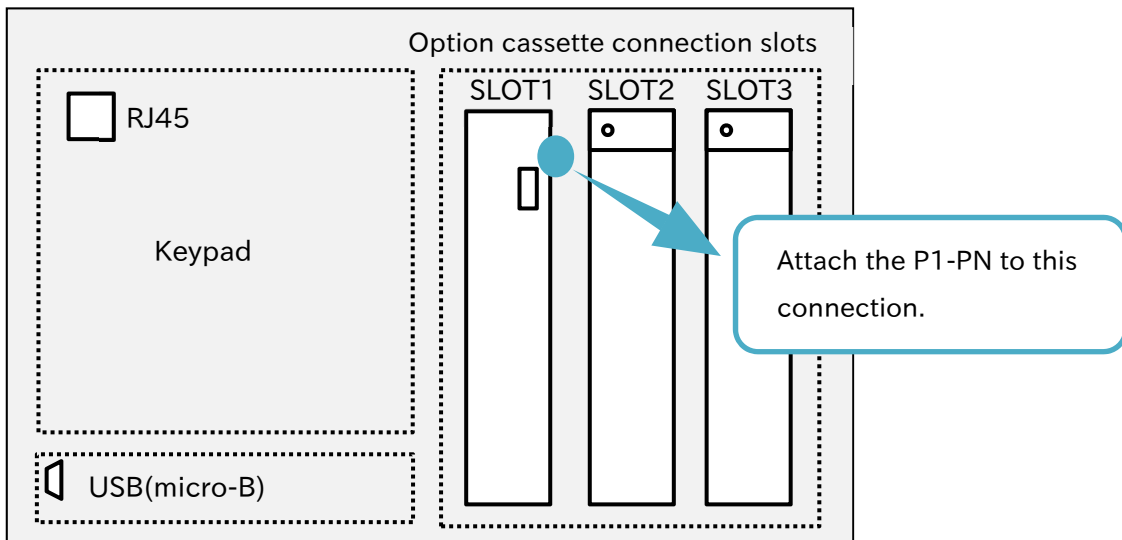 Option cassette connection slots
SLOT1 SLOT2 SLOT3
RJ45
Keypad
Attach the P1-PN to this
connection.
USB(micro-B)